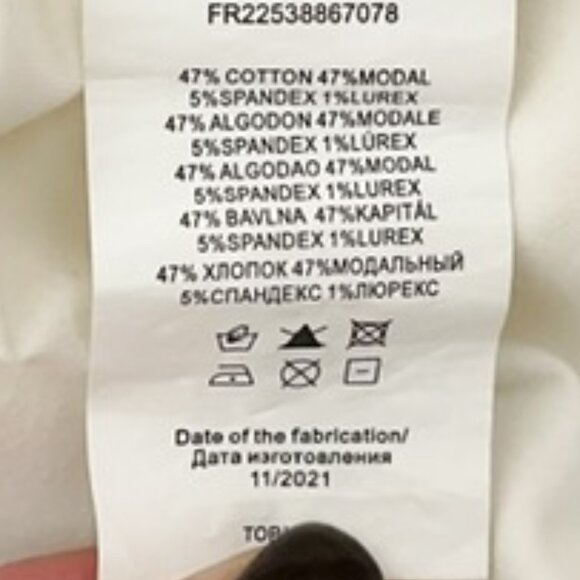 FR22538867078
47% COTTON 47%MODAL
5%SPANDEX 1%LUREX
47% ALGODON 47%MODALE
5%SPANDEX 1%LÜREX
47% ALGODAO 47%MODAL
5%SPANDEX 1%LUREX
47% BAVLNA 47%KAPITÁL
5%SPANDEX 1%LUREX
47% ХЛОПОК 47%МОДАЛЬНЫЙ
5%СПАНДЕКС 1%ЛЮРЕКС
Date of the fabrication/
Дата изготовления
11/2021